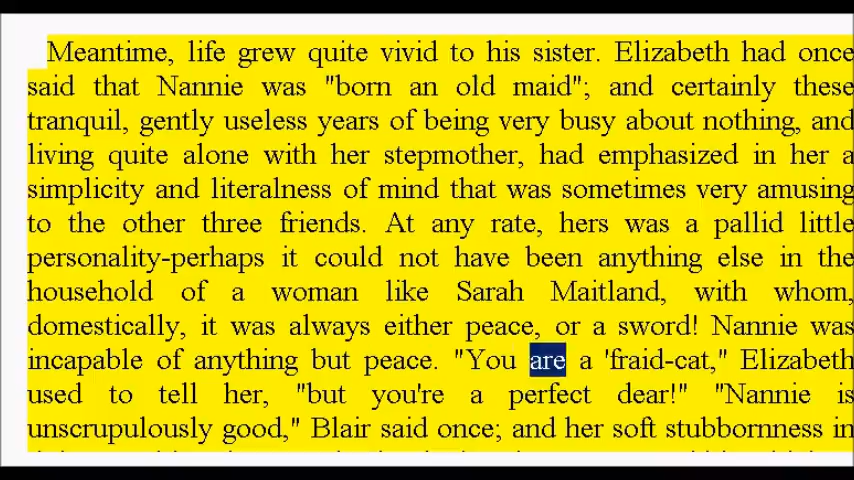 Meantime, life grew quite vivid to his sister. Elizabeth had once
said that Nannie was "born an old maid"; and certainly these
tranquil, gently useless years of being very busy about nothing, and
living quite alone with her stepmother, had emphasized in her a
simplicity and literalness of mind that was sometimes very amusing
to the other three friends. At any rate, hers was a pallid little
personality-perhaps it could not have been anything else in the
household of a woman like Sarah Maitland, with whom,
domestically, it was always either peace, or a sword! Nannie was
incapable of anything but peace. "You are a 'fraid-cat," Elizabeth
used to tell her, "but you're a perfect dear!" "Nannie is
unscrupulously good," Blair said once; and her soft stubbornness in